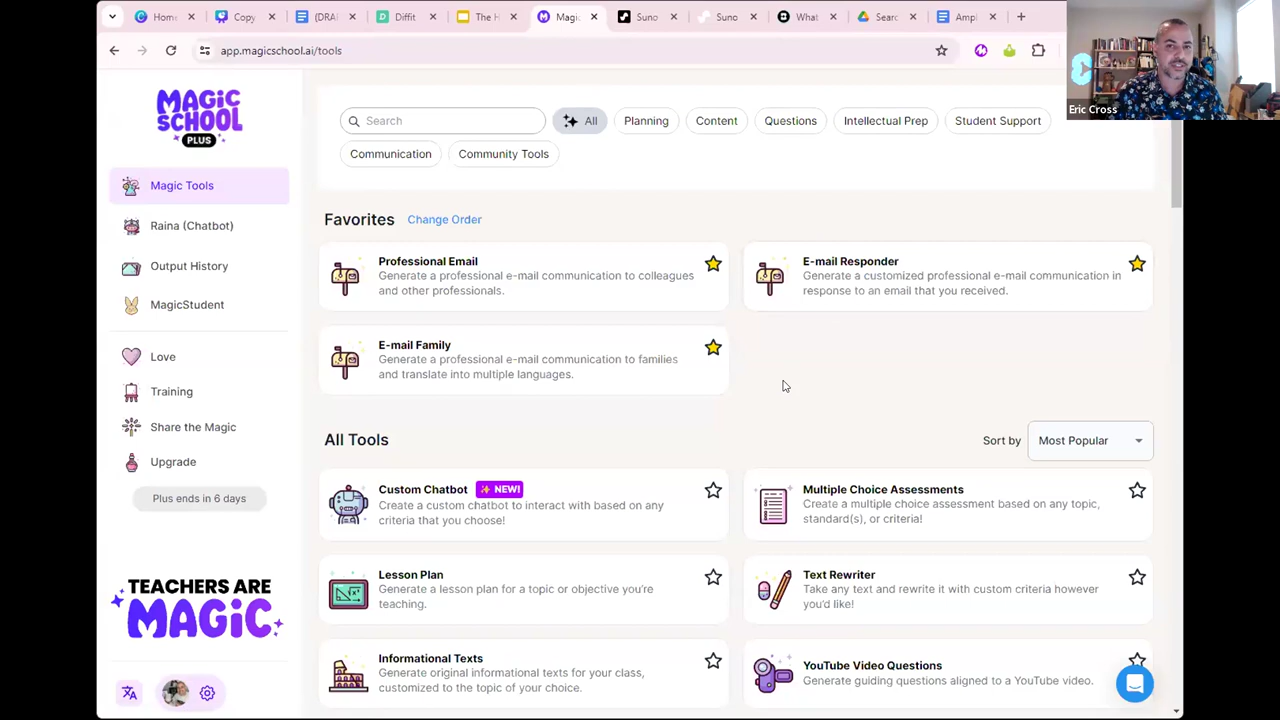 Home
Copy
(DRA
Diffit
The H
Magic
Suno
Suno
What
Searc
Ampl
app.magicschool.ai/tools
Eric Cross
MAGIC
SCHOOL
PLUS
Magic Tools
Raina (Chatbot)
Output History
MagicStudent
Love
Training
Share the Magic
Upgrade
Plus ends in 6 days
TEACHERS ARE
MAGIC
Search
All
Planning
Content
Questions
Intellectual Prep
Student Support
Communication
Community Tools
Favorites
Change Order
Professional Email
Generate a professional e-mail communication to colleagues
and other professionals.
E-mail Responder
Generate a customized professional e-mail communication in
response to an email that you received.
E-mail Family
Generate a professional e-mail communication to families
and translate into multiple languages.
All Tools
Sort by
Most Popular
Custom Chatbot
NEW!
Create a custom chatbot to interact with based on any
criteria that you choose!
Multiple Choice Assessments
Create a multiple choice assessment based on any topic,
standard(s), or criteria!
Lesson Plan
Generate a lesson plan for a topic or objective you're
teaching.
Text Rewriter
Take any text and rewrite it with custom criteria however
you'd like!
Informational Texts
Generate original informational texts for your class,
customized to the topic of your choice.
YouTube Video Questions
Generate guiding questions aligned to a YouTube video.